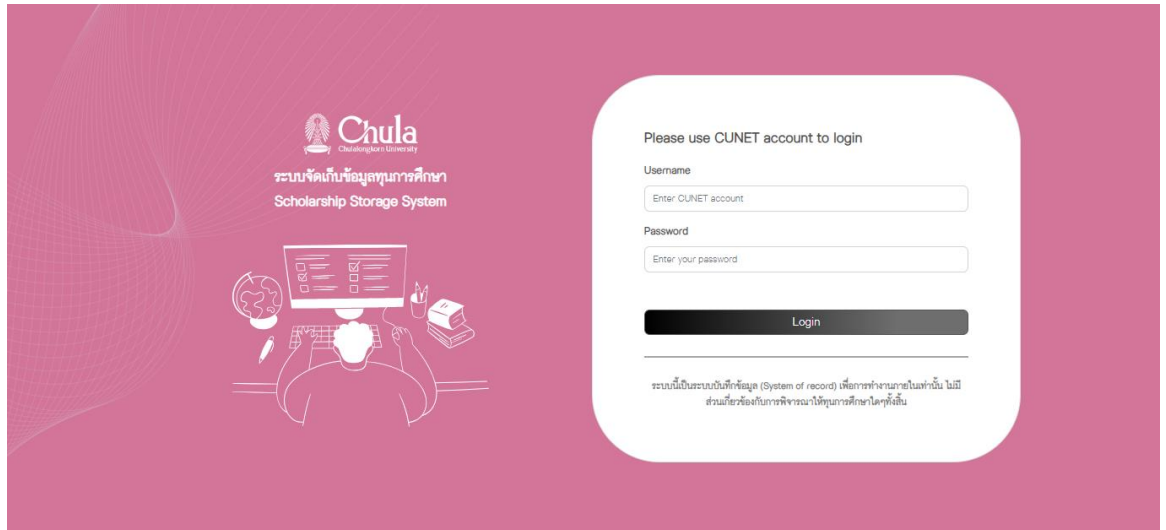 Chula
Chulalongkorn University
ระบบจัดเก็บข้อมูลทุนการศึกษา
Scholarship Storage System
Please use CUNET account to login
Username
Enter CUNET account
Password
Enter your password
Login
ระบบนี้เป็นระบบบันทึกข้อมูล (System of record) เพื่อการทำงานภายในเท่านั้น ไม่มี
ส่วนเกี่ยวข้องกับการพิจารณาให้ทุนการศึกษาใดๆทั้งสิ้น